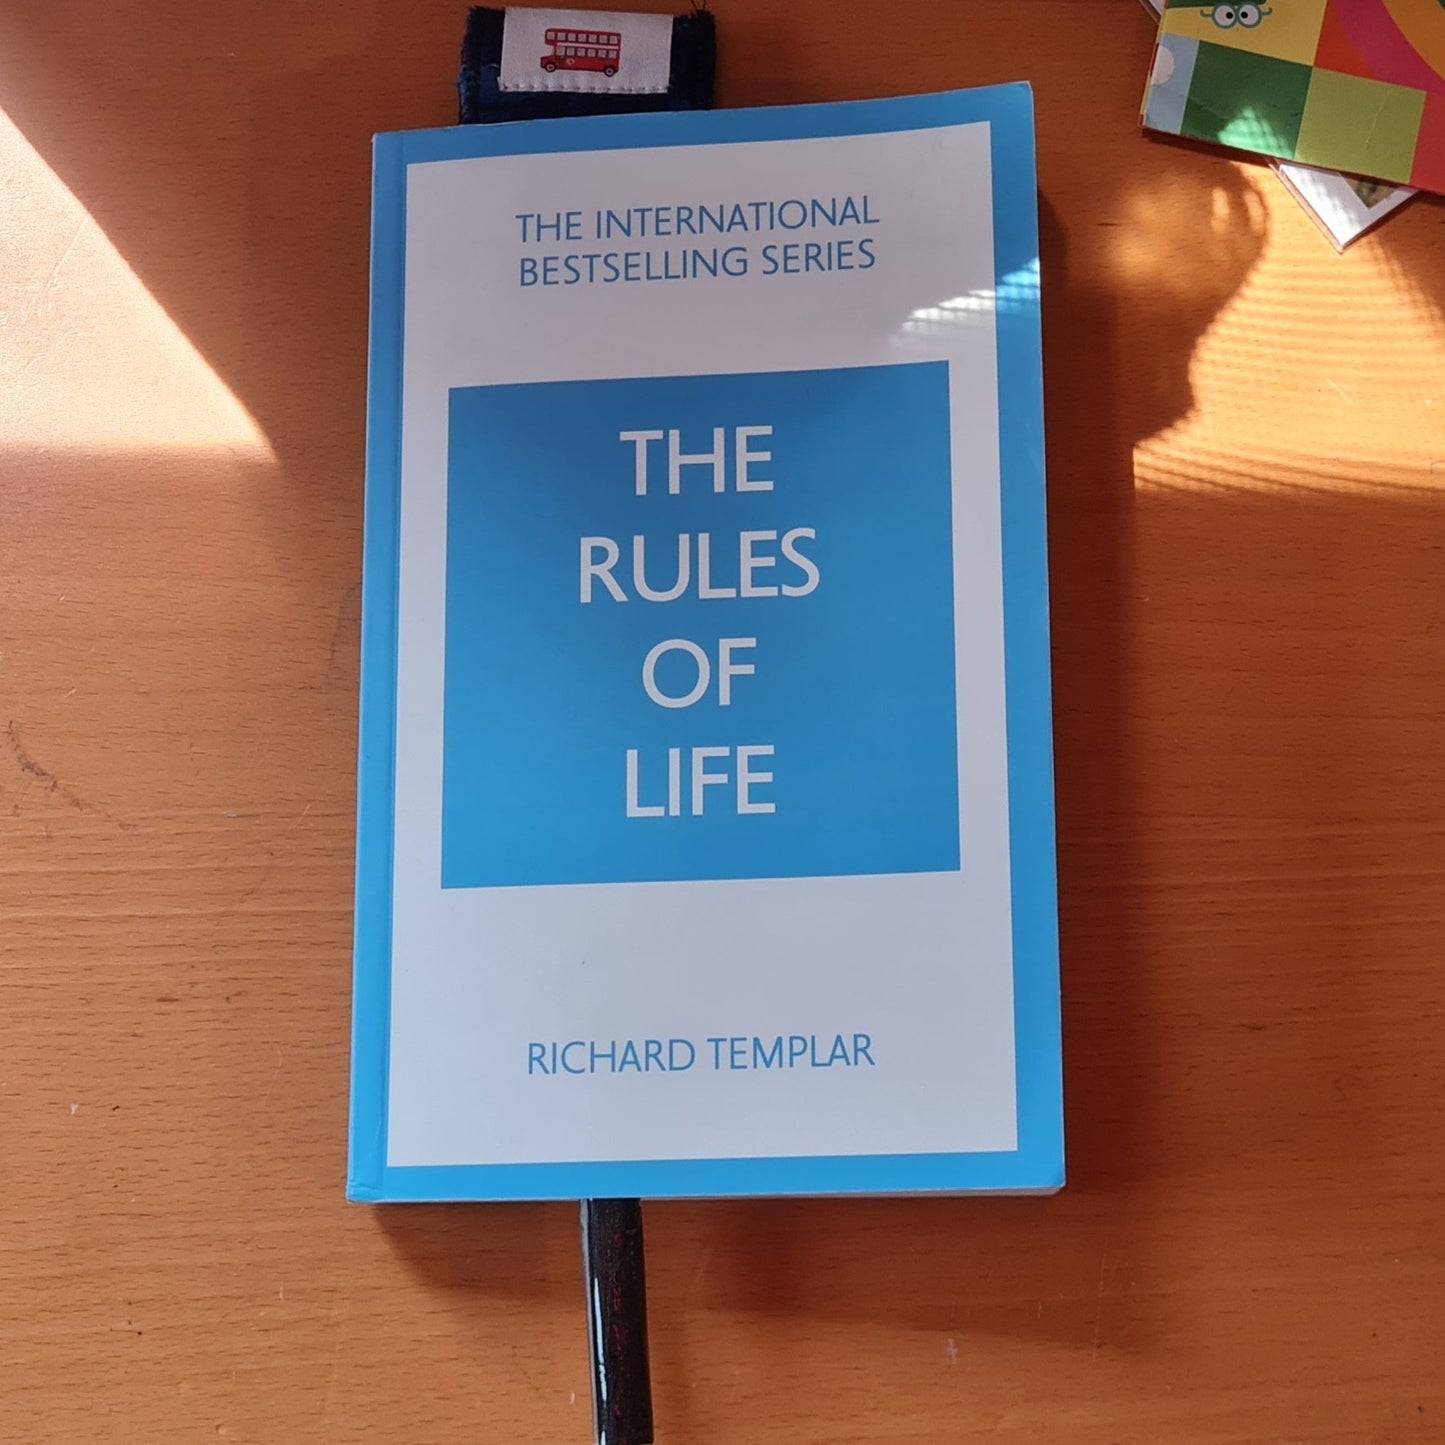 THE INTERNATIONAL
BESTSELLING SERIES
THE
RULES
OF
LIFE
RICHARD TEMPLAR